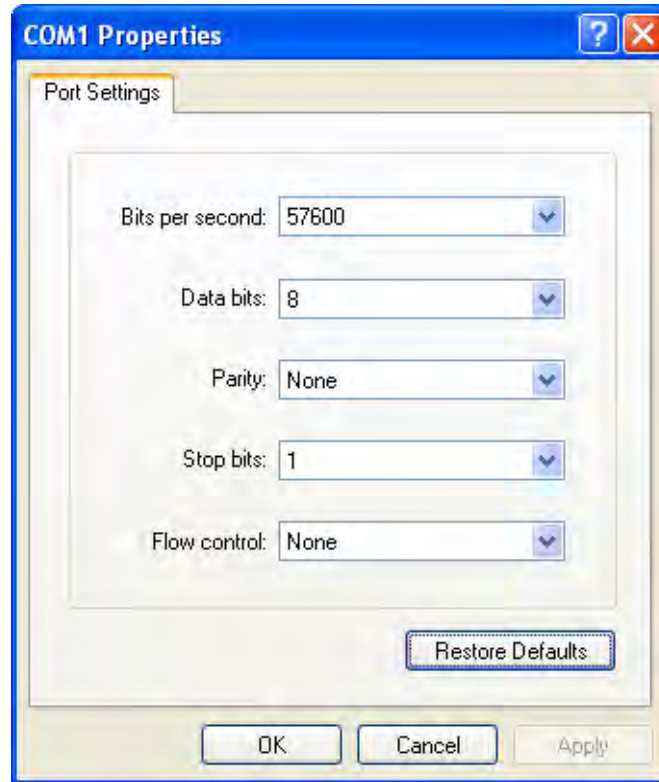 COM1 Properties
Port Settings
Bits per second: 57600
Data bits: 8
Parity: None
Stop bits: 1
Flow control: None
Restore Defaults
OK Cancel Apply